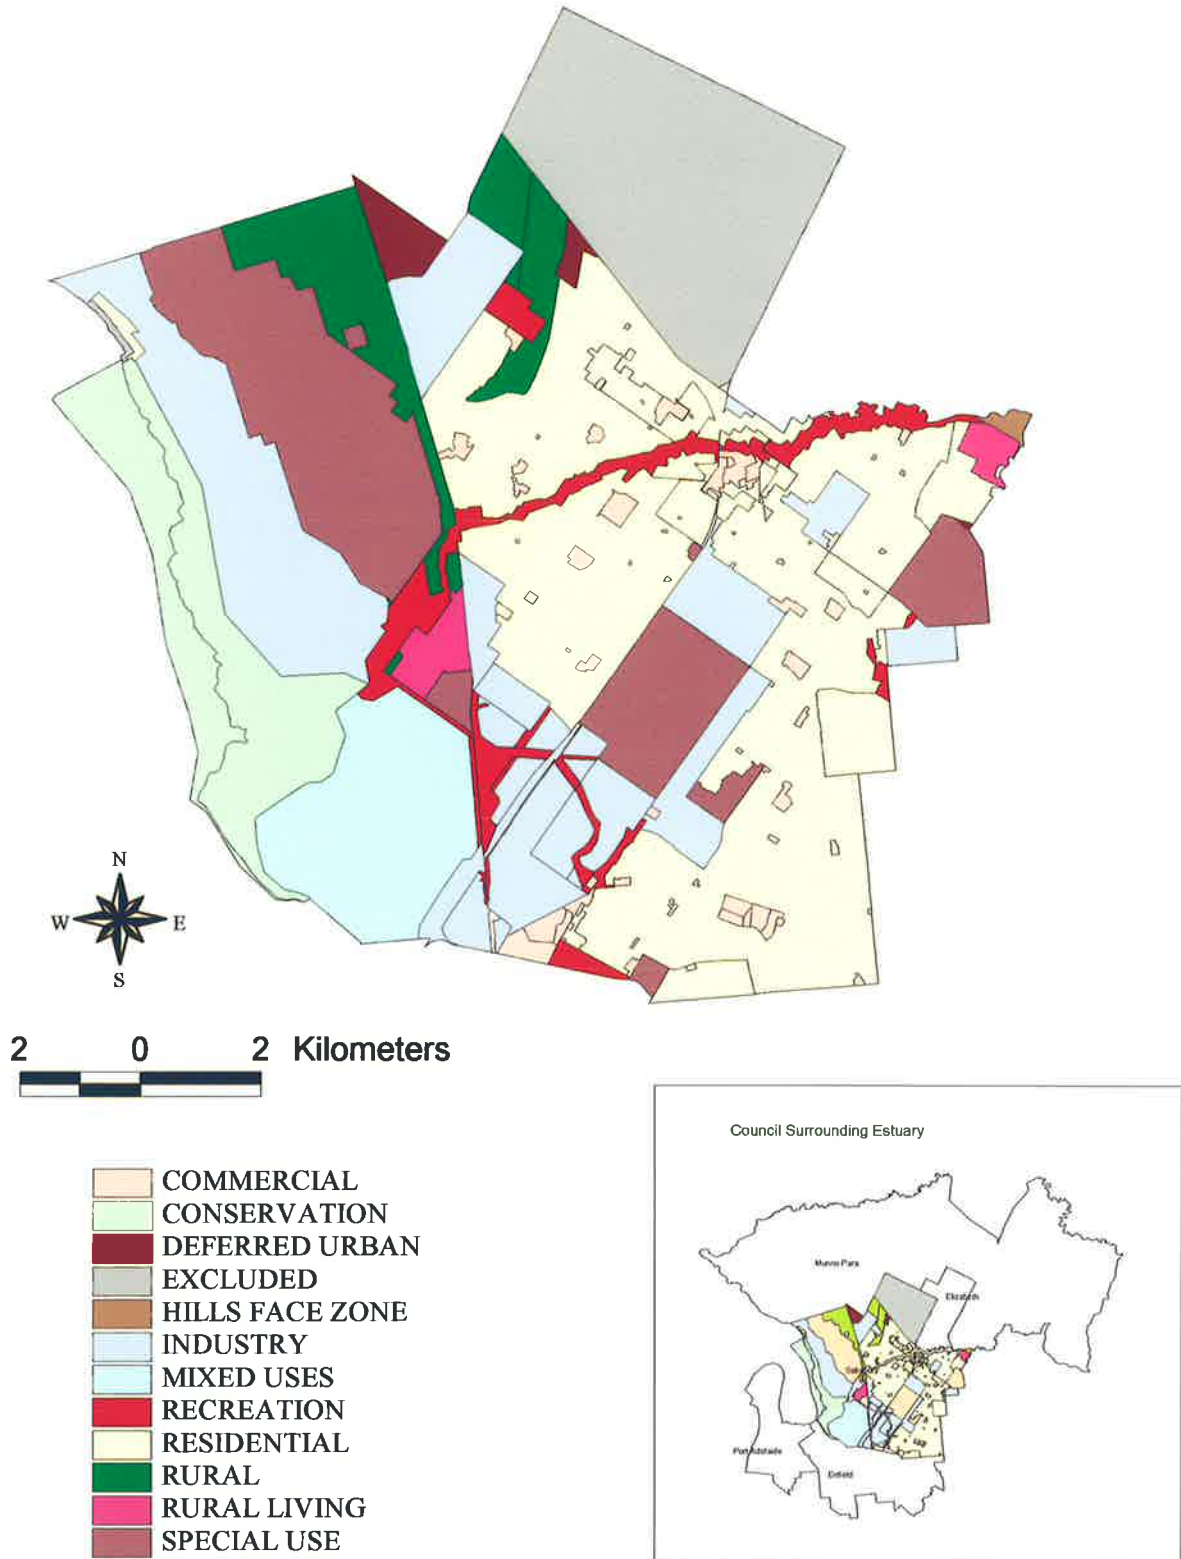 N
W E
S
2 0 2 Kilometers
COMMERCIAL
CONSERVATION
DEFERRED URBAN
EXCLUDED
HILLS FACE ZONE
INDUSTRY
MIXED USES
RECREATION
RESIDENTIAL
RURAL
RURAL LIVING
SPECIAL USE
Council Surrounding Estuary
Munno Para
Elizabeth
Port Adelaide
Enfield